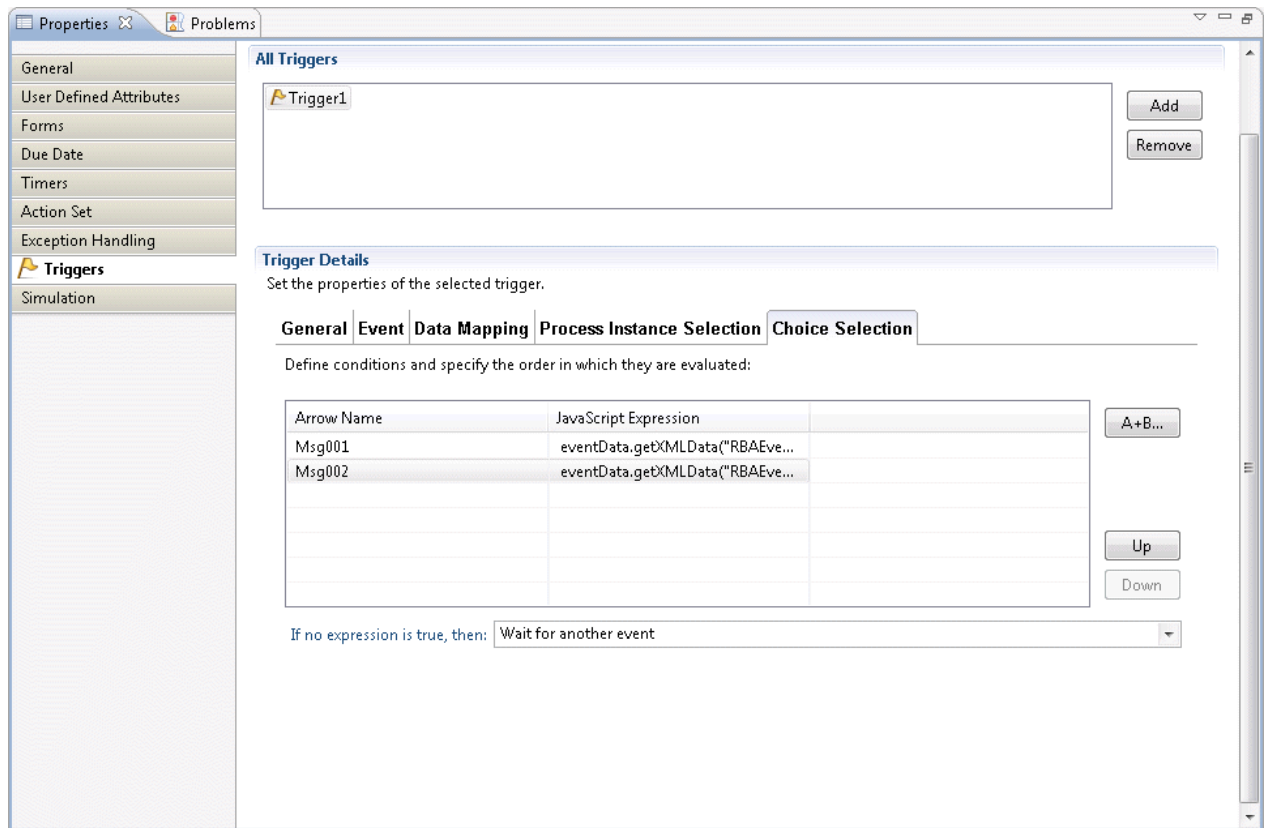 Properties
Problems
General
User Defined Attributes
Forms
Due Date
Timers
Action Set
Exception Handling
Triggers
Simulation
All Triggers
Trigger1
Add
Remove
Trigger Details
Set the properties of the selected trigger.
General Event Data Mapping Process Instance Selection Choice Selection
Define conditions and specify the order in which they are evaluated:
Arrow Name JavaScript Expression
Msg001 eventData.getXMLData("RBAEve...
Msg002 eventData.getXMLData("RBAEve...
A+B...
Up
Down
If no expression is true, then: Wait for another event